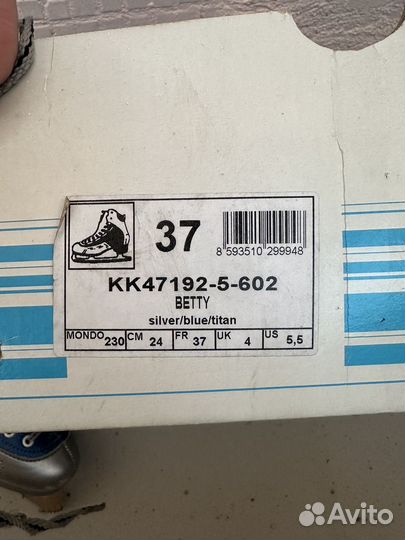 37
8 593510 299948
KK47192-5-602
BETTY
silver/blue/titan
MONDO 230 CM 24 FR 37 UK 4 US 5,5
Avito